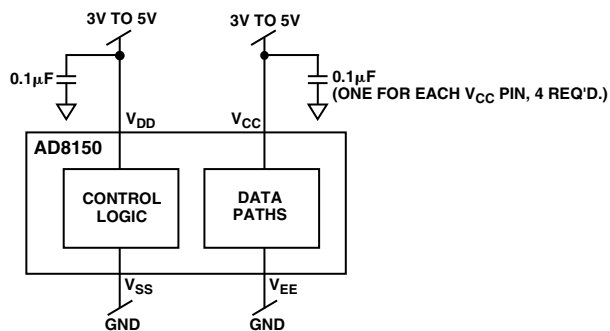 3V TO 5V
3V TO 5V
0.1μF
0.1μF
(ONE FOR EACH VCC PIN, 4 REQ'D.)
VDD
VCC
AD8150
CONTROL
LOGIC
DATA
PATHS
VSS
VEE
GND
GND